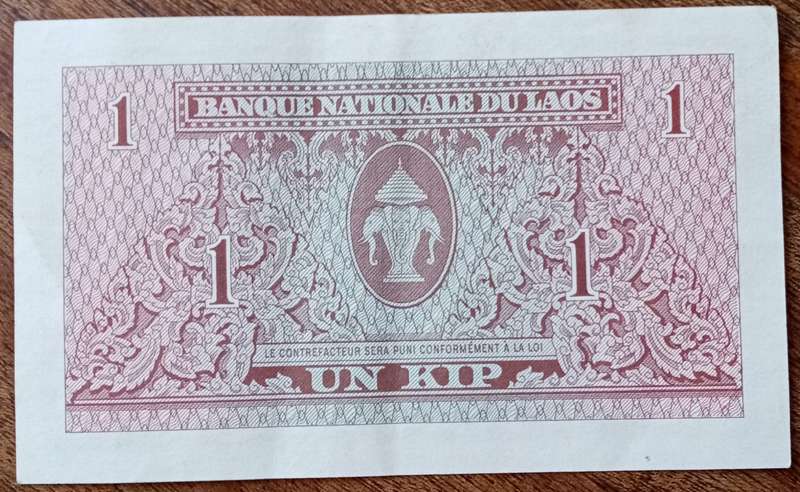 1
BANQUE NATIONALE DU LAOS
1
1
1
LE CONTREFACTEUR SERA PUNI CONFORMÉMENT À LA LOI
UN KIP